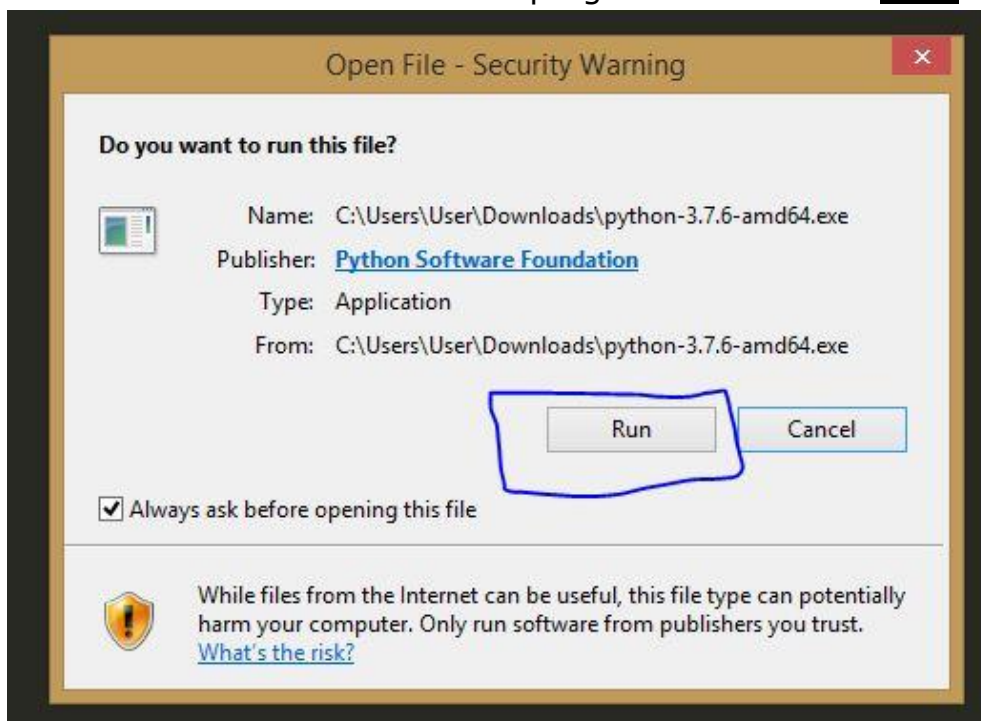 Open File - Security Warning
Do you want to run this file?
Name: C:\Users\User\Downloads\python-3.7.6-amd64.exe
Publisher: Python Software Foundation
Type: Application
From: C:\Users\User\Downloads\python-3.7.6-amd64.exe
Run Cancel
Always ask before opening this file
While files from the Internet can be useful, this file type can potentially
harm your computer. Only run software from publishers you trust.
What's the risk?